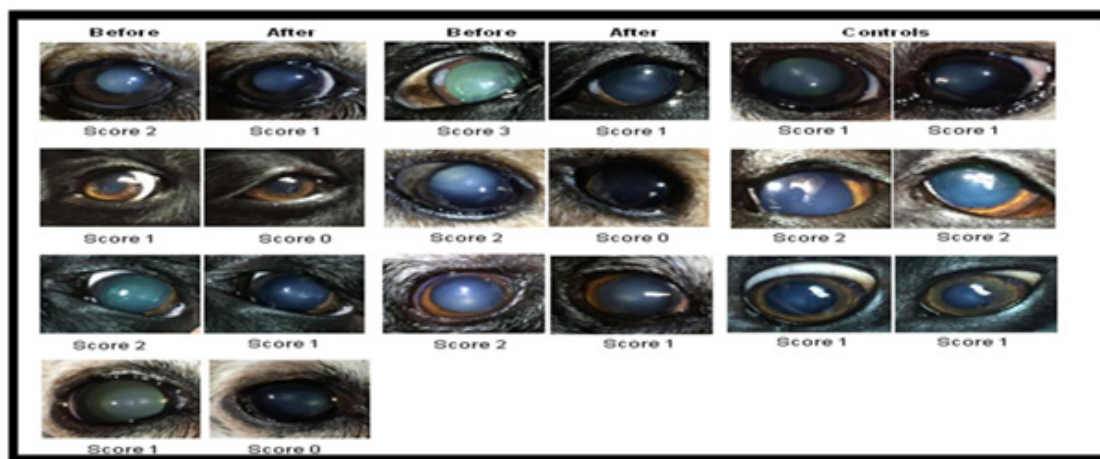 Before After Before After Controls
Score 2 Score 1 Score 3 Score 1 Score 1 Score 1
Score 1 Score 0 Score 2 Score 0 Score 2 Score 2
Score 2 Score 1 Score 2 Score 1 Score 1 Score 1
Score 1 Score 0